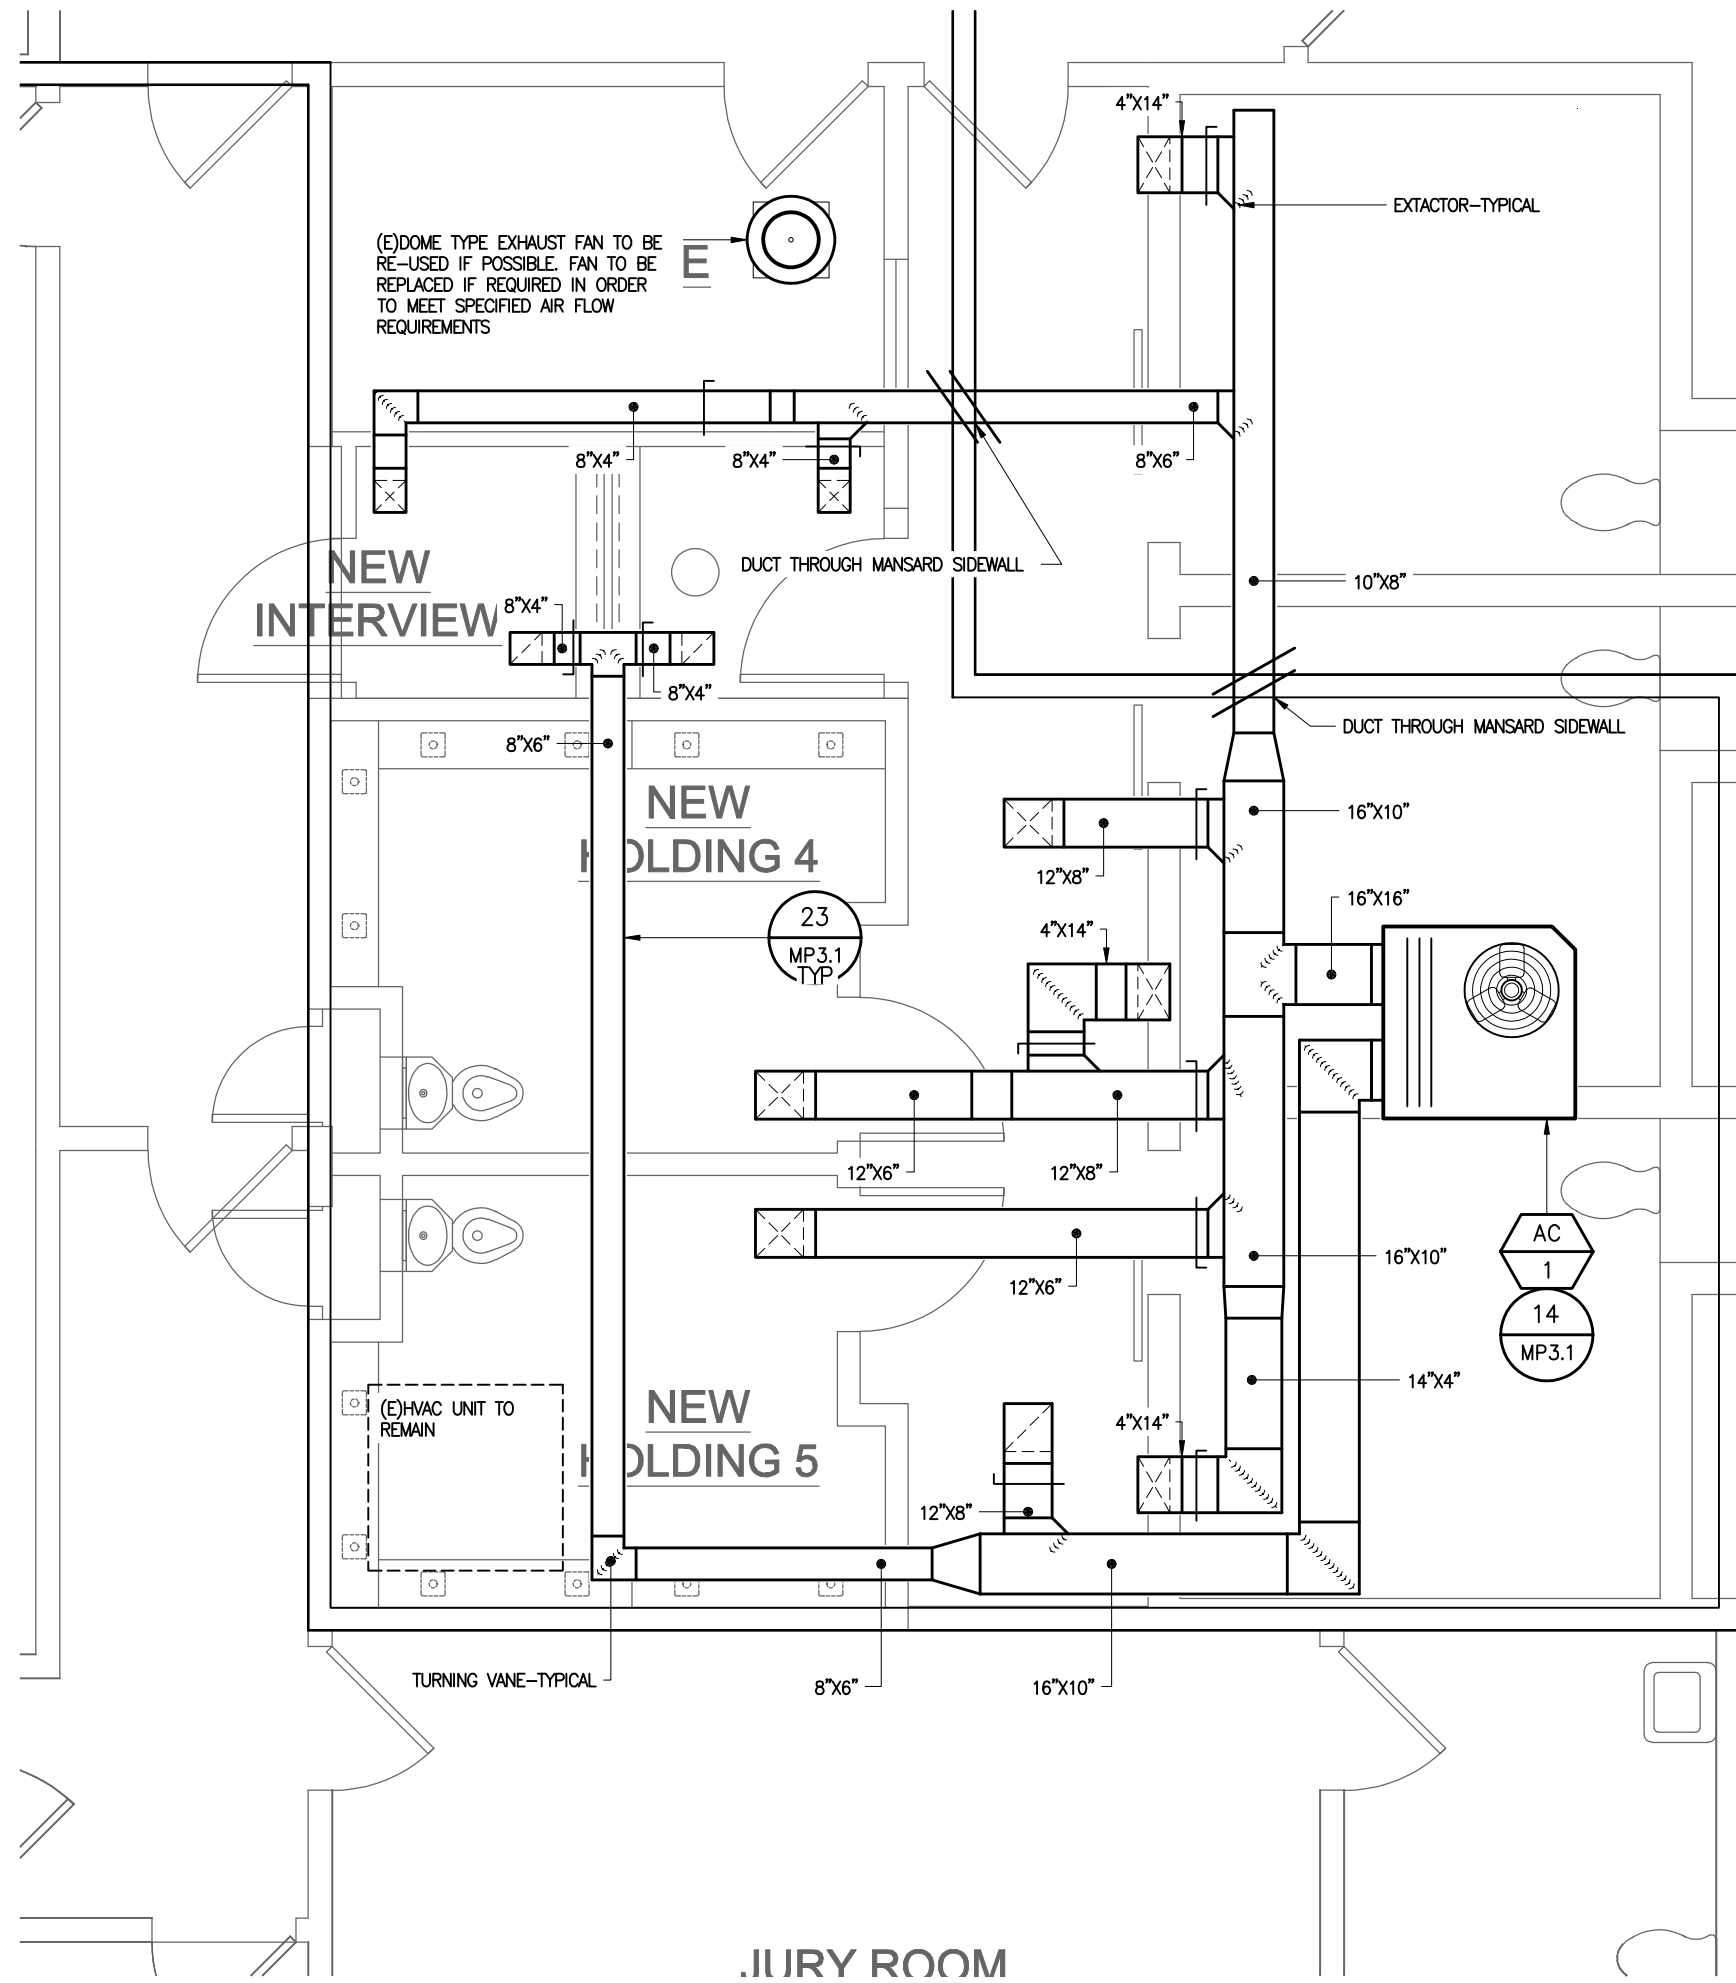 4"X14"
EXTACTOR-TYPICAL
(E)DOME TYPE EXHAUST FAN TO BE
RE-USED IF POSSIBLE. FAN TO BE
REPLACED IF REQUIRED IN ORDER
TO MEET SPECIFIED AIR FLOW
REQUIREMENTS
E
8"X4"
8"X4"
8"X6"
DUCT THROUGH MANSARD SIDEWALL
10"X8"
NEW
INTERVIEW
8"X4"
8"X4"
8"X6"
DUCT THROUGH MANSARD SIDEWALL
NEW
HOLDING 4
16"X10"
12"X8"
16"X16"
23
MP3.1
TYP
4"X14"
12"X6"
12"X8"
12"X6"
16"X10"
AC
1
14
MP3.1
14"X4"
(E)HVAC UNIT TO
REMAIN
NEW
HOLDING 5
4"X14"
12"X8"
TURNING VANE-TYPICAL
8"X6"
16"X10"
JURY ROOM